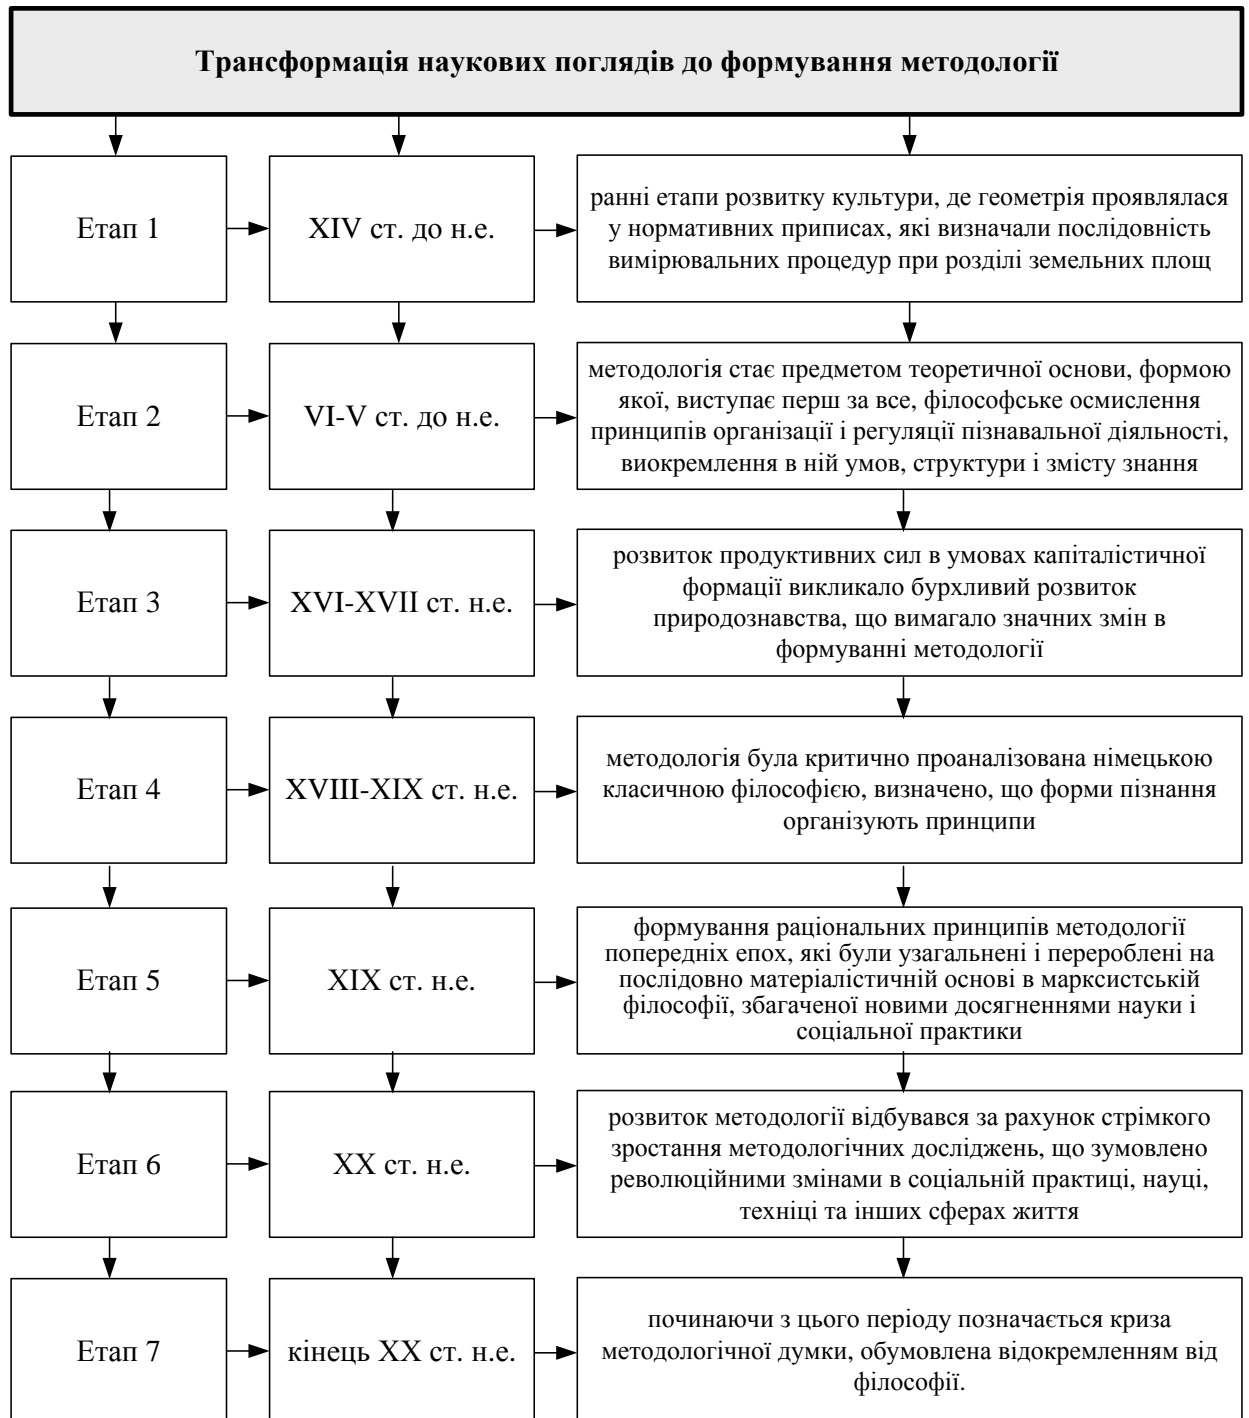 Трансформація наукових поглядів до формування методології
Етап 1
XIV ст. до н.е.
ранні етапи розвитку культури, де геометрія проявлялася
у нормативних приписах, які визначали послідовність
вимірювальних процедур при розділі земельних площ
Етап 2
VI-V ст. до н.е.
методологія стає предметом теоретичної основи, формою
якої, виступає перш за все, філософське осмислення
принципів організації і регуляції пізнавальної діяльності,
виокремлення в ній умов, структури і змісту знання
Етап 3
XVI-XVII ст. н.е.
розвиток продуктивних сил в умовах капіталістичної
формації викликало бурхливий розвиток
природознавства, що вимагало значних змін в
формуванні методології
Етап 4
XVIII-XIX ст. н.е.
методологія була критично проаналізована німецькою
класичною філософією, визначено, що форми пізнання
організують принципи
Етап 5
XIX ст. н.е.
формування раціональних принципів методології
попередніх епох, які були узагальнені і перероблені на
послідовно матеріалістичній основі в марксистській
філософії, збагаченої новими досягненнями науки і
соціальної практики
Етап 6
XX ст. н.е.
розвиток методології відбувався за рахунок стрімкого
зростання методологічних досліджень, що зумовлено
революційними змінами в соціальній практиці, науці,
техніці та інших сферах життя
Етап 7
кінець XX ст. н.е.
починаючи з цього періоду позначається криза
методологічної думки, обумовлена відокремленням від
філософії.